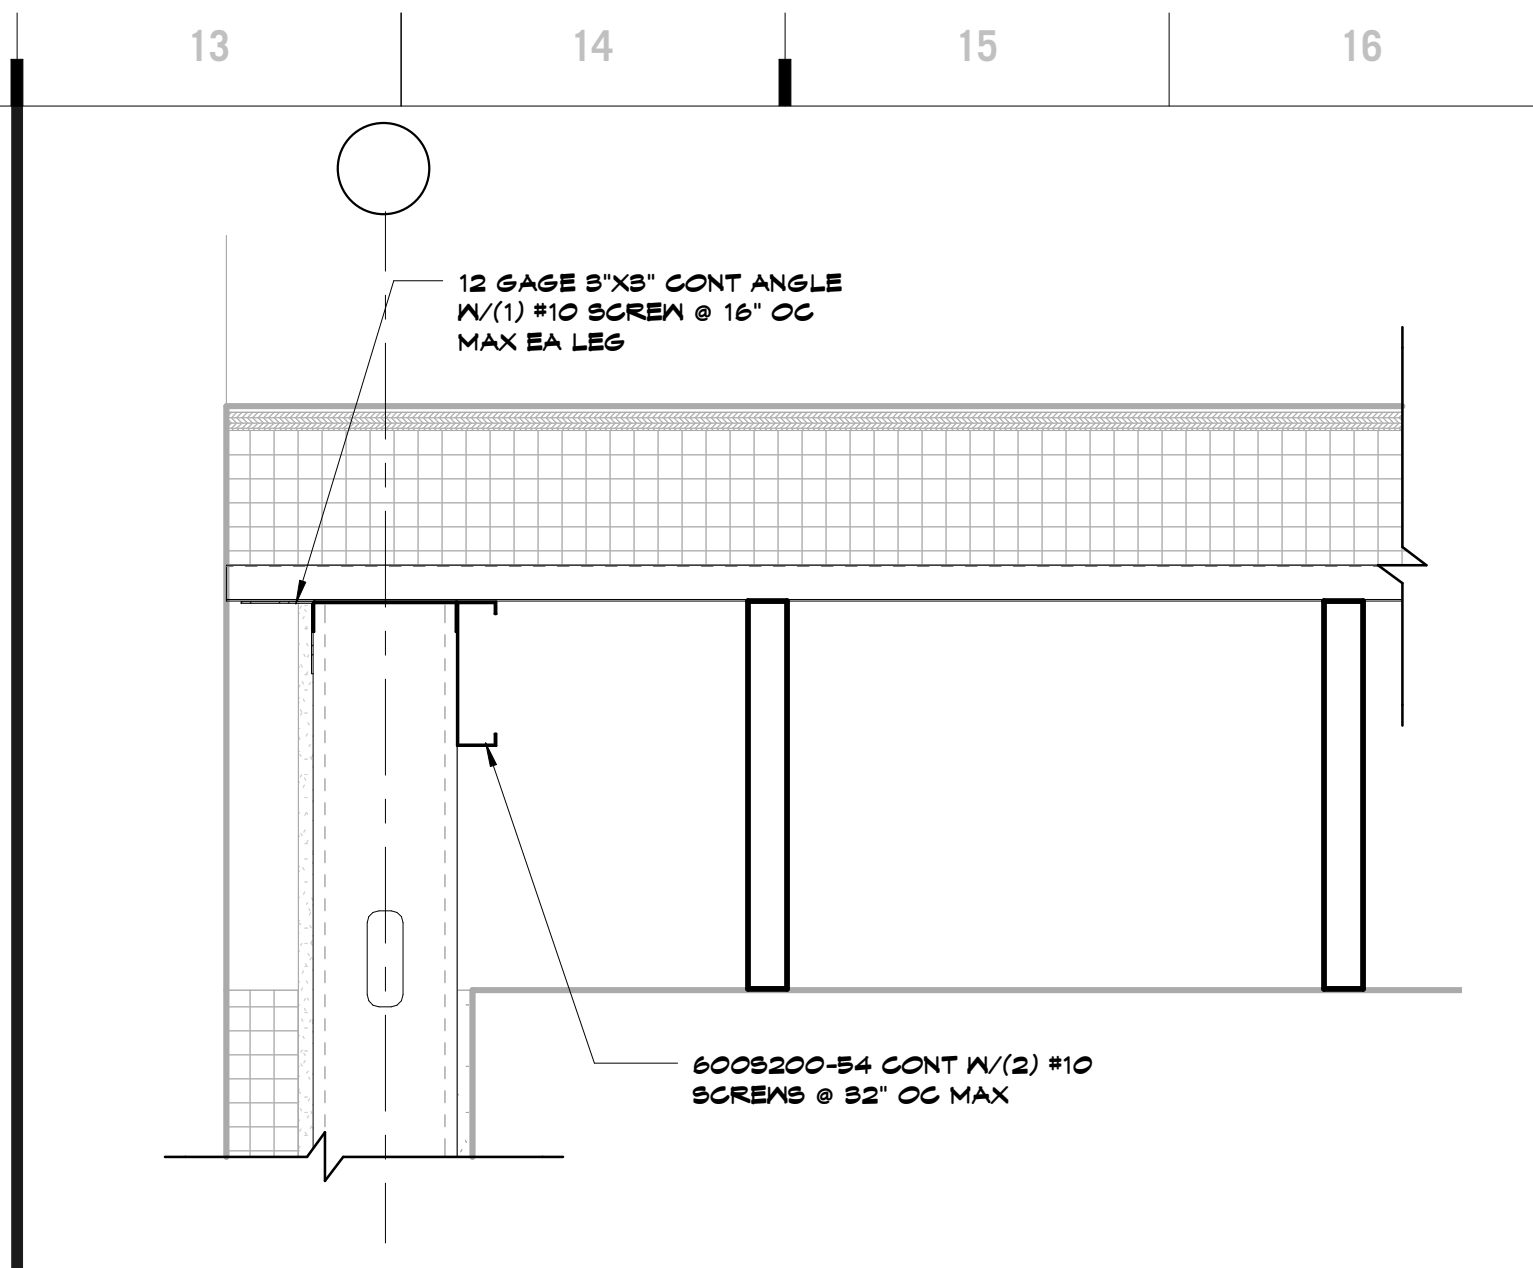 13 14 15 16
12 GAGE 3"X3" CONT ANGLE
W/(1) #10 SCREW @ 16" OC
MAX EA LEG
600S200-54 CONT W/(2) #10
SCREWS @ 32" OC MAX